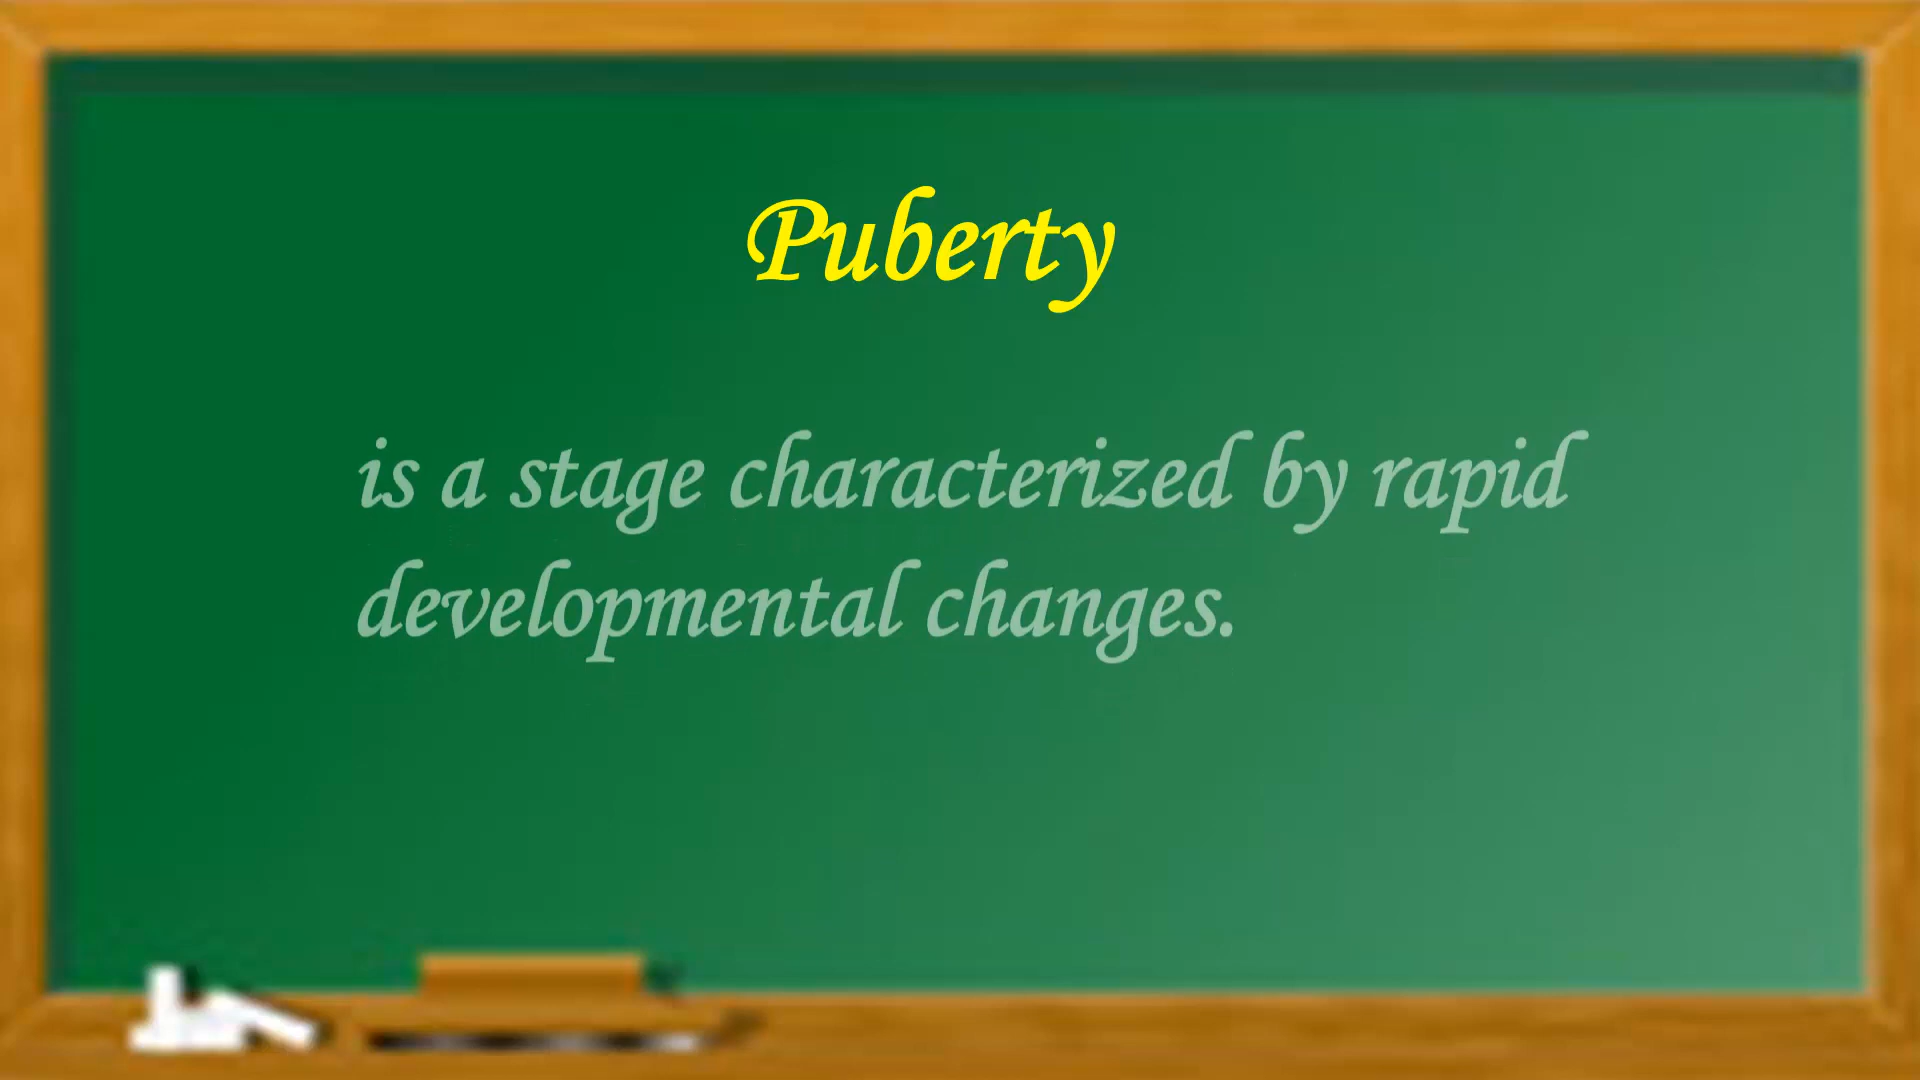 Puberty
is a stage characterized by rapid
developmental changes.